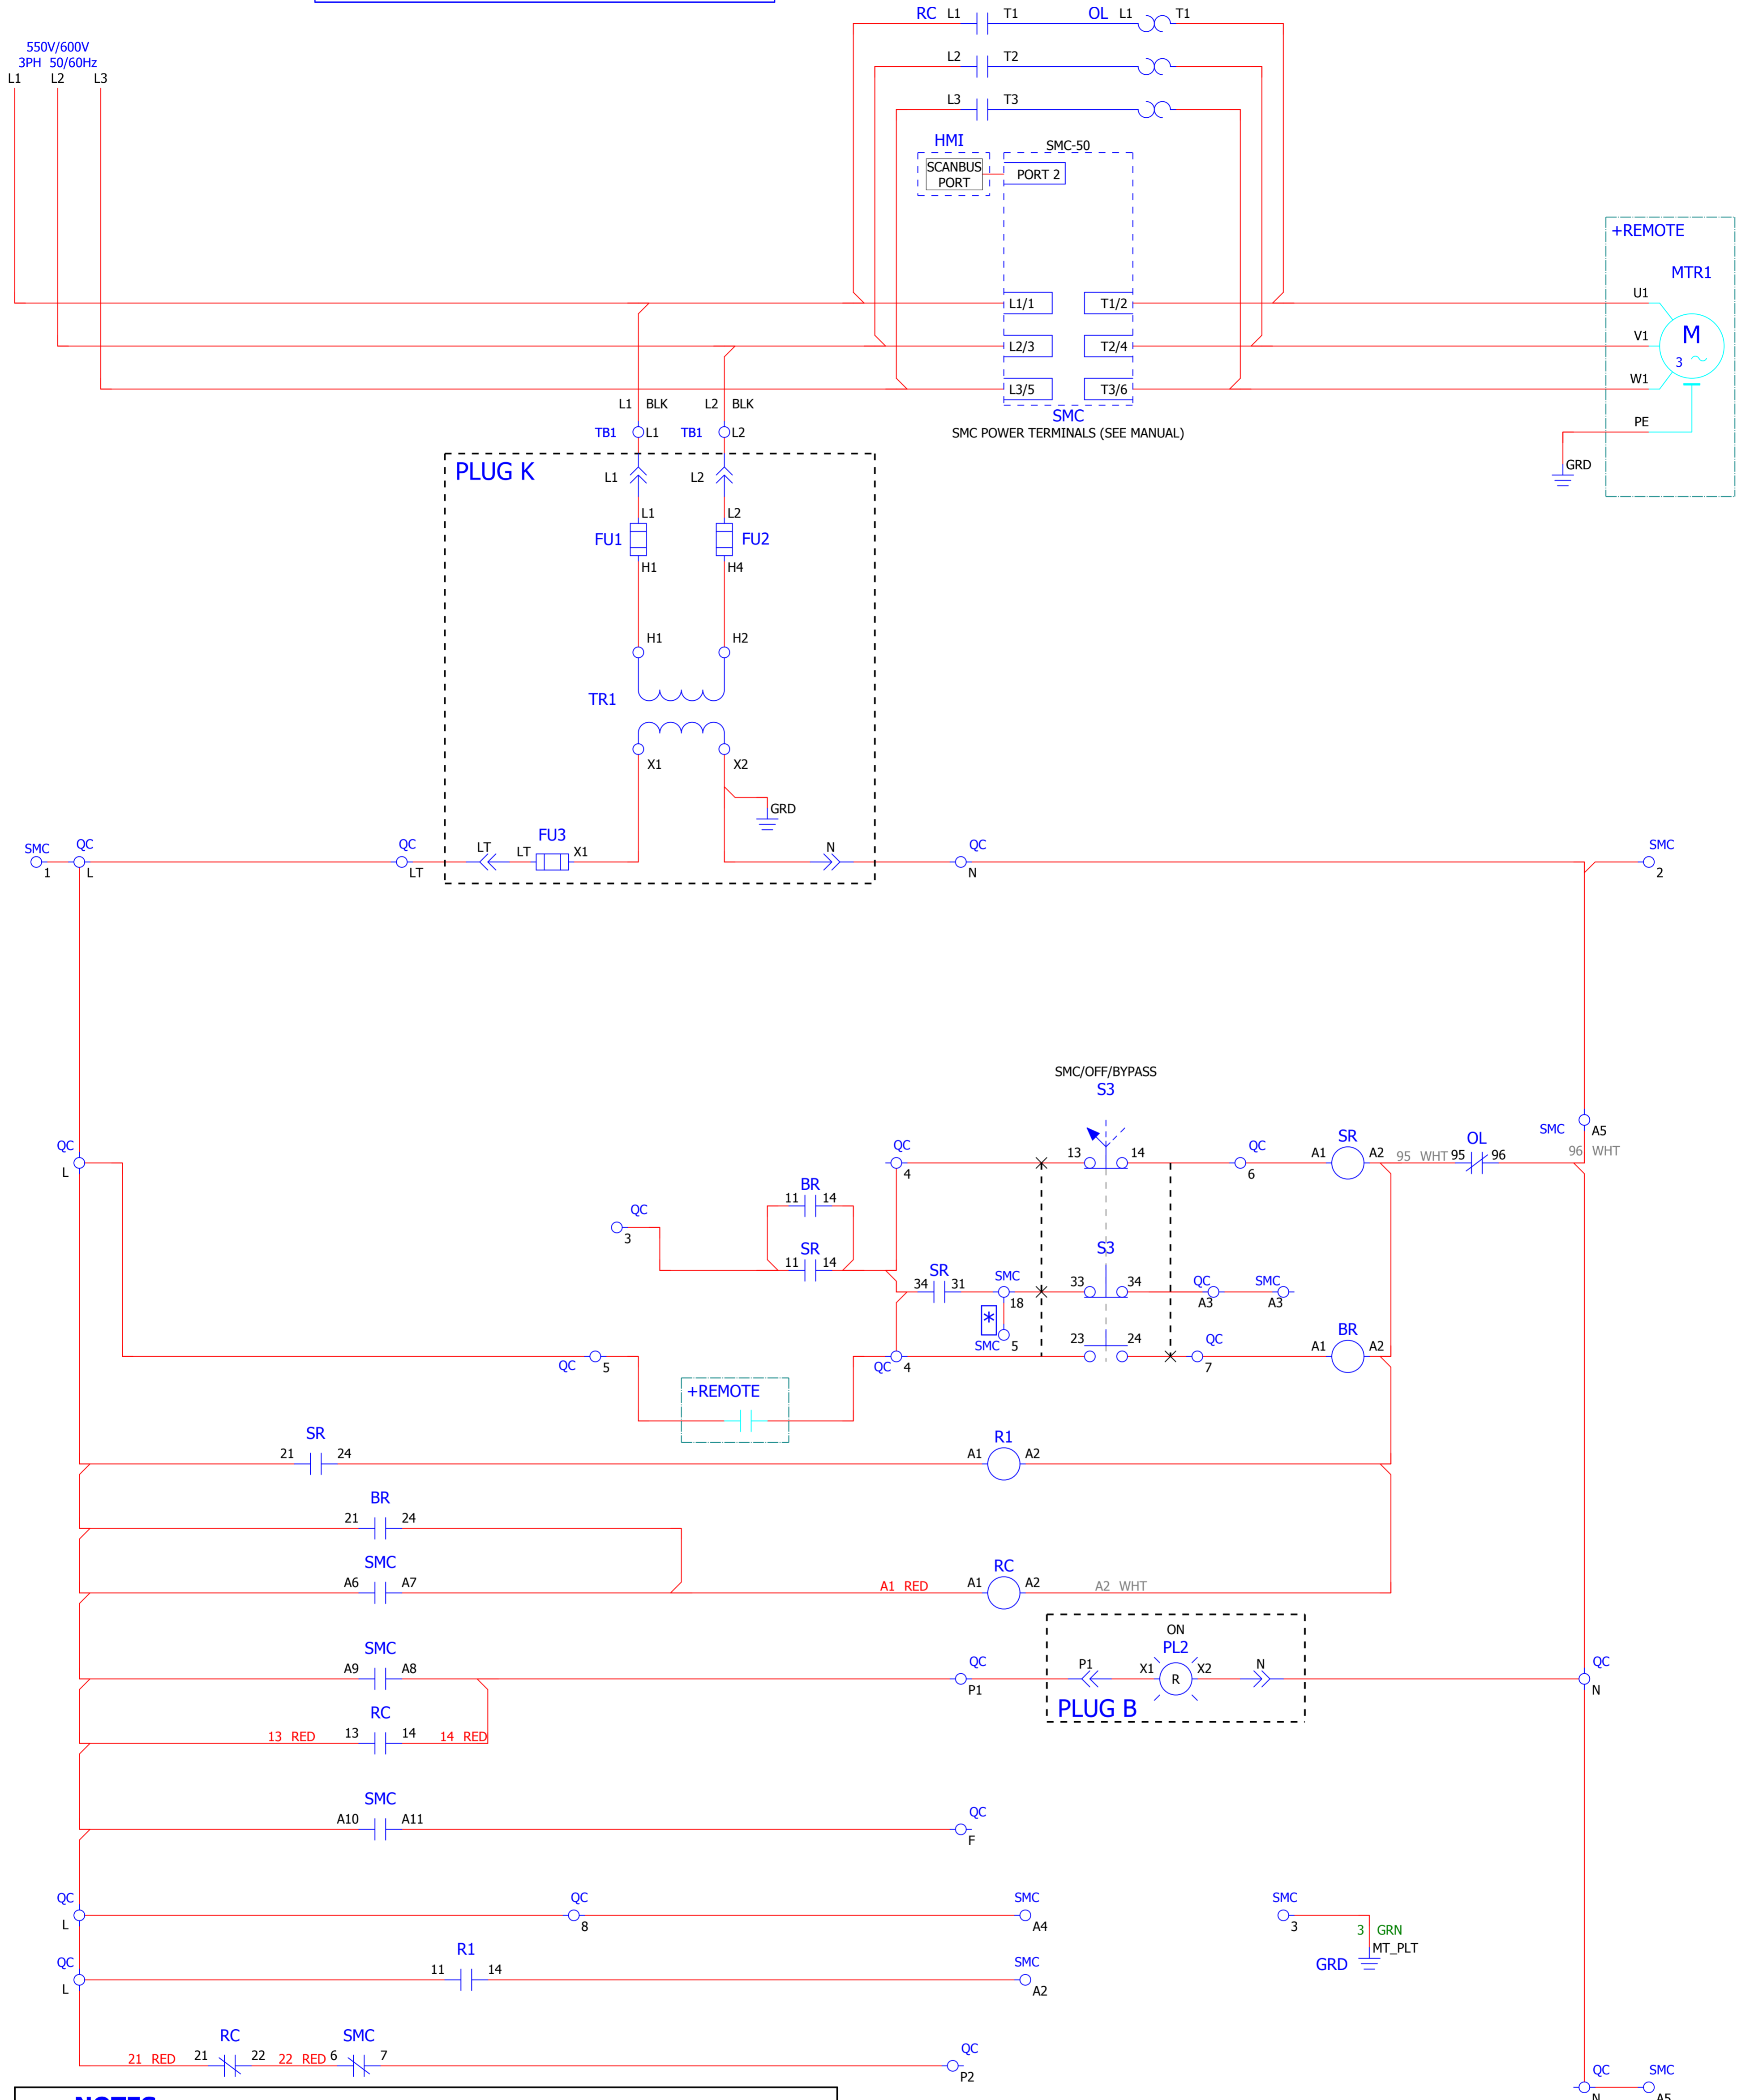 RC L1 T1 OL L1 T1
550V/600V
3PH 50/60Hz
L1 L2 L3
L2 T2
L3 T3
HMI
SMC-50
SCANBUS
PORT
PORT 2
+REMOTE
MTR1
L1/1 T1/2 U1
L2/3 T2/4 V1
M
3
L3/5 T3/6 W1
L1 BLK L2 BLK
SMC
SMC POWER TERMINALS (SEE MANUAL)
PE
TB1 L1 TB1 L2
GRD
PLUG K
L1 L2
L1 L2
FU1 FU2
H1 H4
H1 H2
TR1
X1 X2
GRD
SMC QC QC LT LT FU3 X1 N QC SMC
1 L LT N 2
SMC/OFF/BYPASS
S3
SMC A5
QC QC 13 14 QC SR A1 A2 95 WHT 95 OL 96 96 WHT
L 4 6
BR
11 14
QC
3
SR
11 14
S3
SR
34 31
SMC 33 34 QC SMC
18 A3 A3
*
SMC 5
23 24 QC BR
QC 5 QC 4 7 A1 A2
+REMOTE
SR R1
21 24 A1 A2
BR
21 24
SMC RC
A6 A7 A1 RED A1 A2 A2 WHT
ON
PL2
SMC QC QC
A9 A8 P1 P1 X1 R X2 N N
PLUG B
RC
13 RED 13 14 14 RED
SMC QC
A10 A11 F
QC QC SMC SMC
L 8 A4 3
3 GRN
MT_PLT
GRD
QC R1 SMC
L 11 14 A2
RC SMC QC
21 RED 21 22 22 RED 6 7 P2
QC SMC
N A5
NOTES